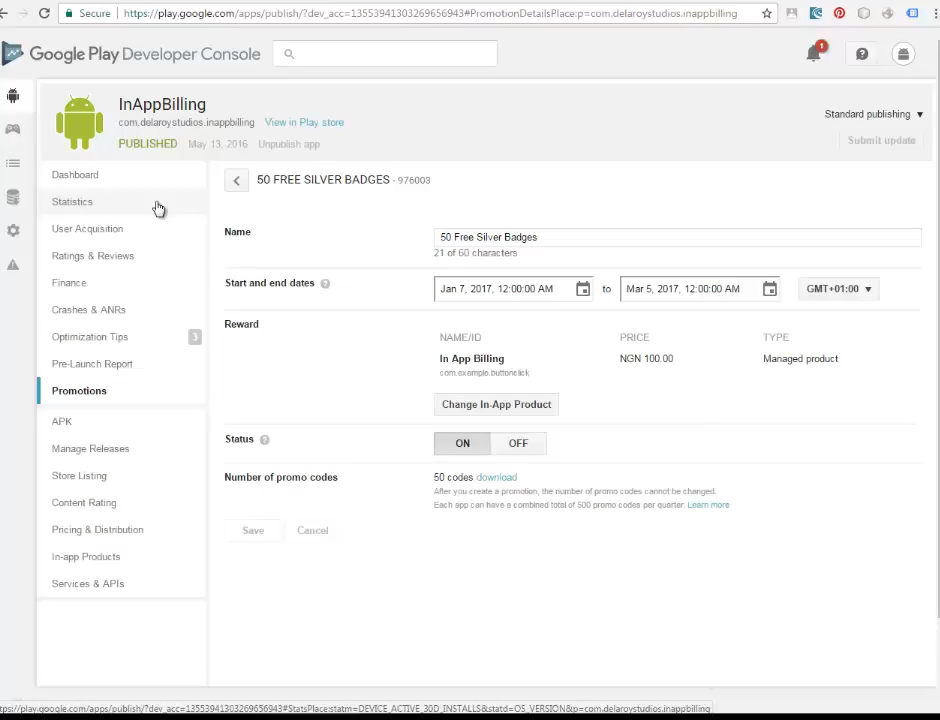 Secure
https://play.google.com/apps/publish/?dev_acc=13553941303269656943#PromotionDetailsPlace:p=com.delaroystudios.inappbilling
Google Play Developer Console
1
InAppBilling
com.delaroystudios.inappbilling View in Play store
PUBLISHED May 13, 2016 Unpublish app
Standard publishing
Submit update
Dashboard
Statistics
User Acquisition
Ratings & Reviews
Finance
Crashes & ANRs
Optimization Tips 3
Pre-Launch Report
Promotions
APK
Manage Releases
Store Listing
Content Rating
Pricing & Distribution
In-app Products
Services & APIs
50 FREE SILVER BADGES - 976003
Name
50 Free Silver Badges
21 of 60 characters
Start and end dates ?
Jan 7, 2017, 12:00:00 AM to Mar 5, 2017, 12:00:00 AM GMT+01:00
Reward
NAME/ID PRICE TYPE
In App Billing NGN 100.00 Managed product
com.example.buttonclick
Change In-App Product
Status ?
ON OFF
Number of promo codes
50 codes download
After you create a promotion, the number of promo codes cannot be changed.
Each app can have a combined total of 500 promo codes per quarter. Learn more
Save Cancel
ttps://play.google.com/apps/publish/?dev_acc=13553941303269656943#StatsPlace:statm=DEVICE_ACTIVE_30D_INSTALLS&statd=OS_VERSION&p=com.delaroystudios.inappbilling